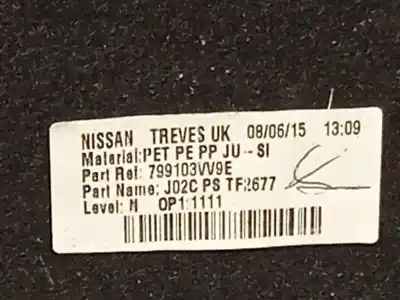 NISSAN TREVES UK 08/06/15 13:09
Material:PET PE PP JU--SI
Part Ref: 799103VV9E
Part Name: J02C PS TF2677
Level: N OP1:1111